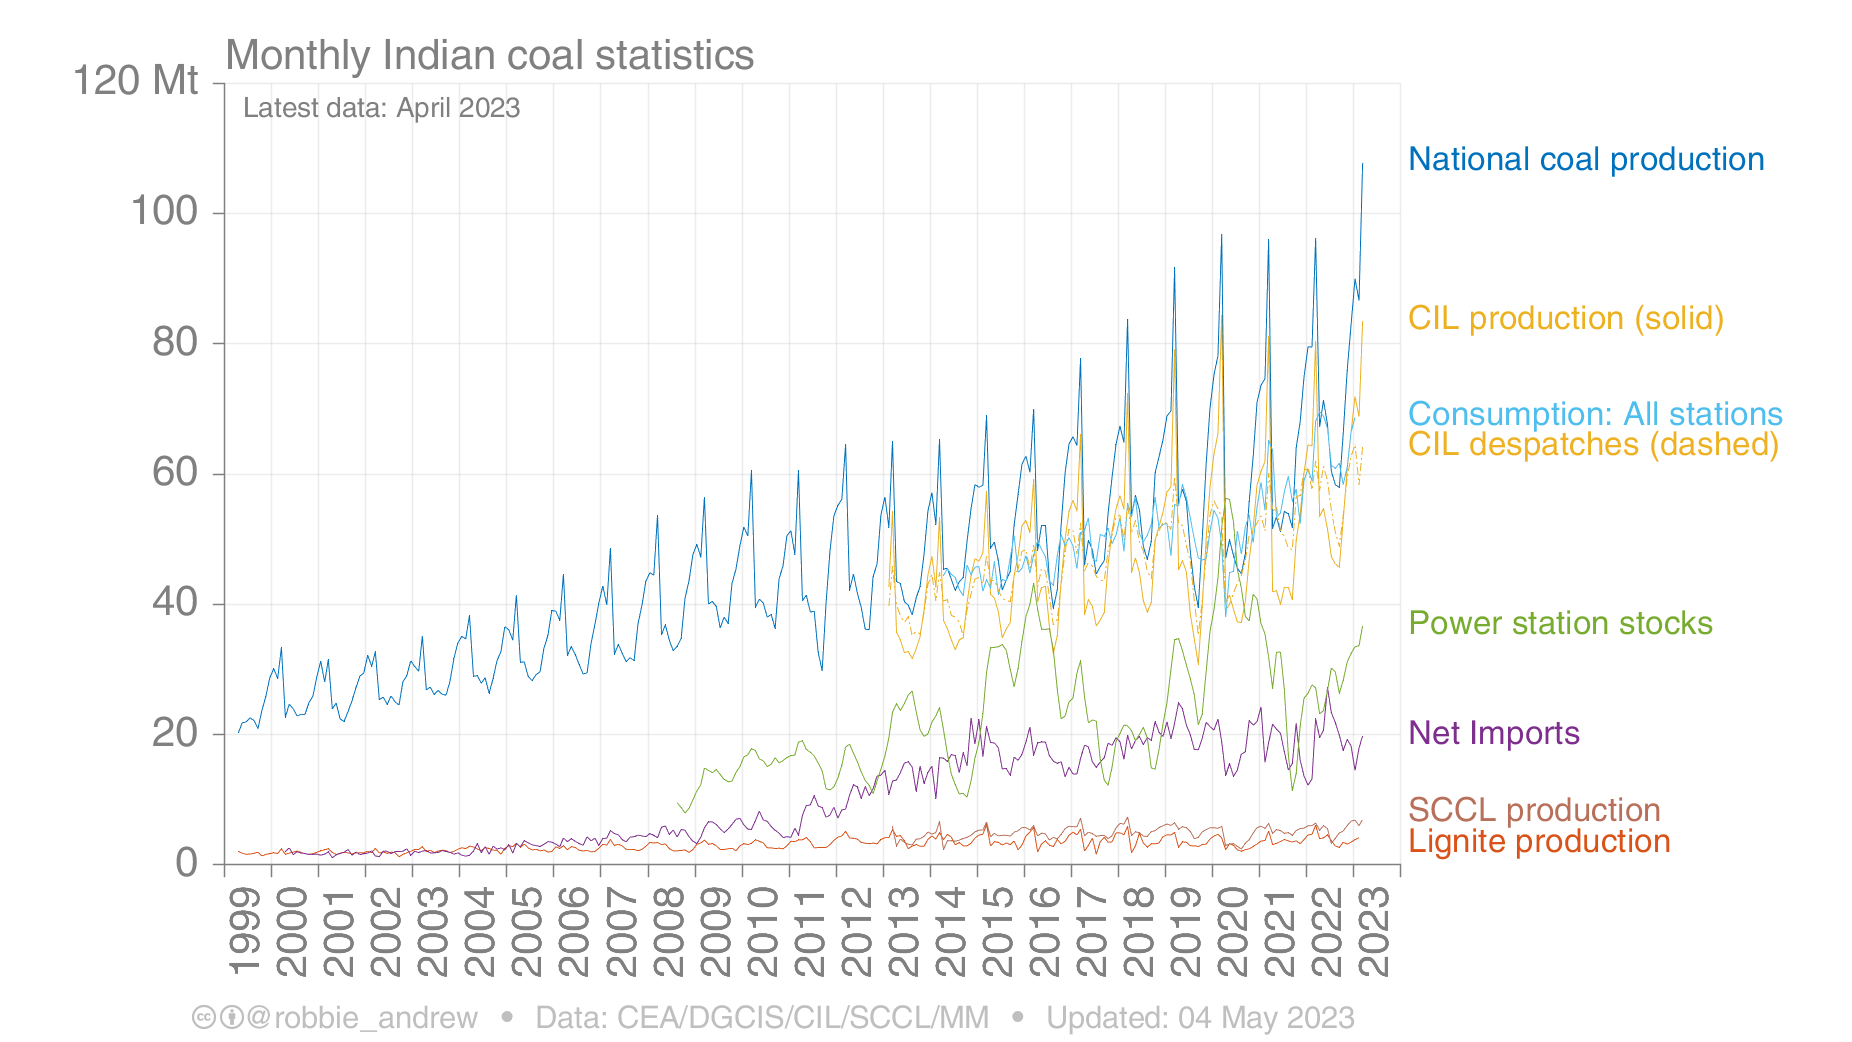 Monthly Indian coal statistics
120 Mt
Latest data: April 2023
National coal production
100
CIL production (solid)
80
Consumption: All stations
CIL despatches (dashed)
60
Power station stocks
40
Net Imports
20
SCCL production
Lignite production
0
1999 2000 2001 2002 2003 2004 2005 2006 2007 2008 2009 2010 2011 2012 2013 2014 2015 2016 2017 2018 2019 2020 2021 2022 2023
cc @robbie_andrew • Data: CEA/DGCIS/CIL/SCCL/MM • Updated: 04 May 2023